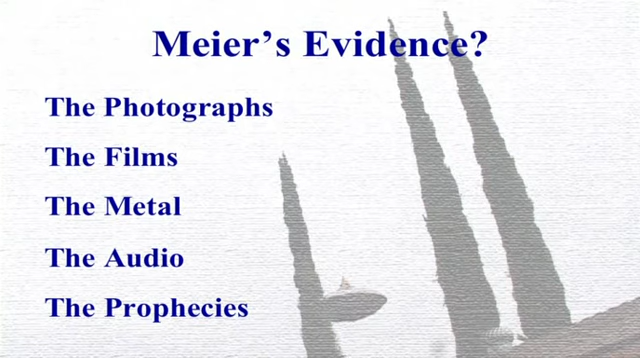 Meier's Evidence?
The Photographs
The Films
The Metal
The Audio
The Prophecies